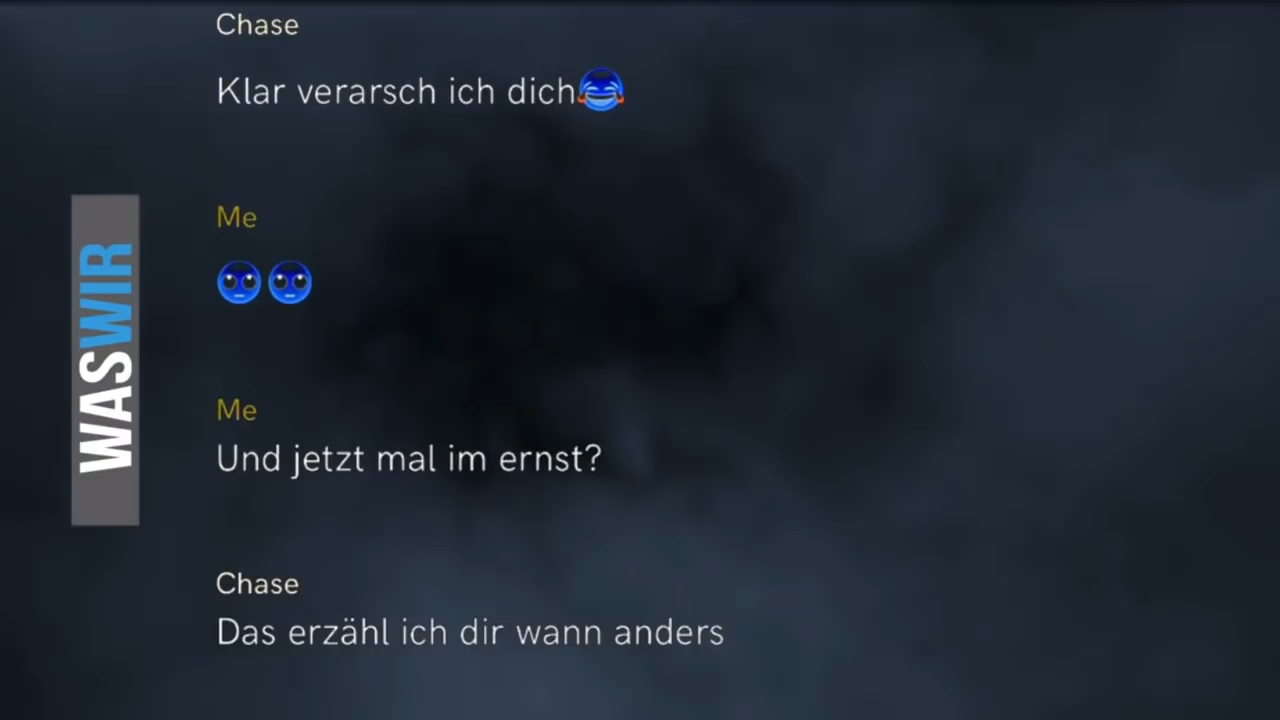 Chase
Klar verarsch ich dich😂
Me
🙄🙄
Me
Und jetzt mal im ernst?
Chase
Das erzähl ich dir wann anders
WASWIR